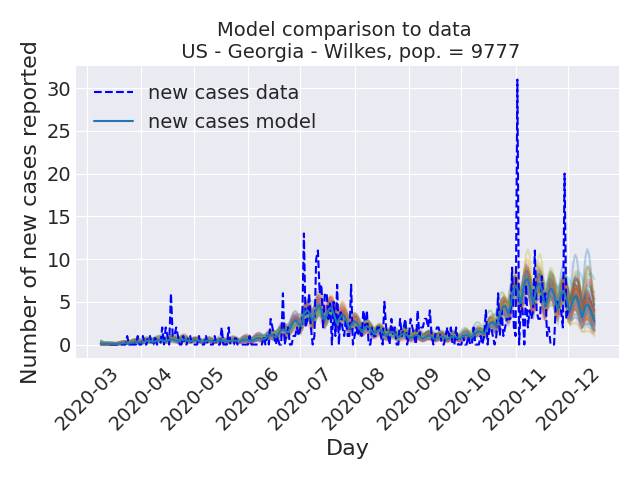 Model comparison to data
US - Georgia - Wilkes, pop. = 9777
Number of new cases reported
30
25
20
15
10
5
0
new cases data
new cases model
2020-03
2020-04
2020-05
2020-06
2020-07
2020-08
2020-09
2020-10
2020-11
2020-12
Day